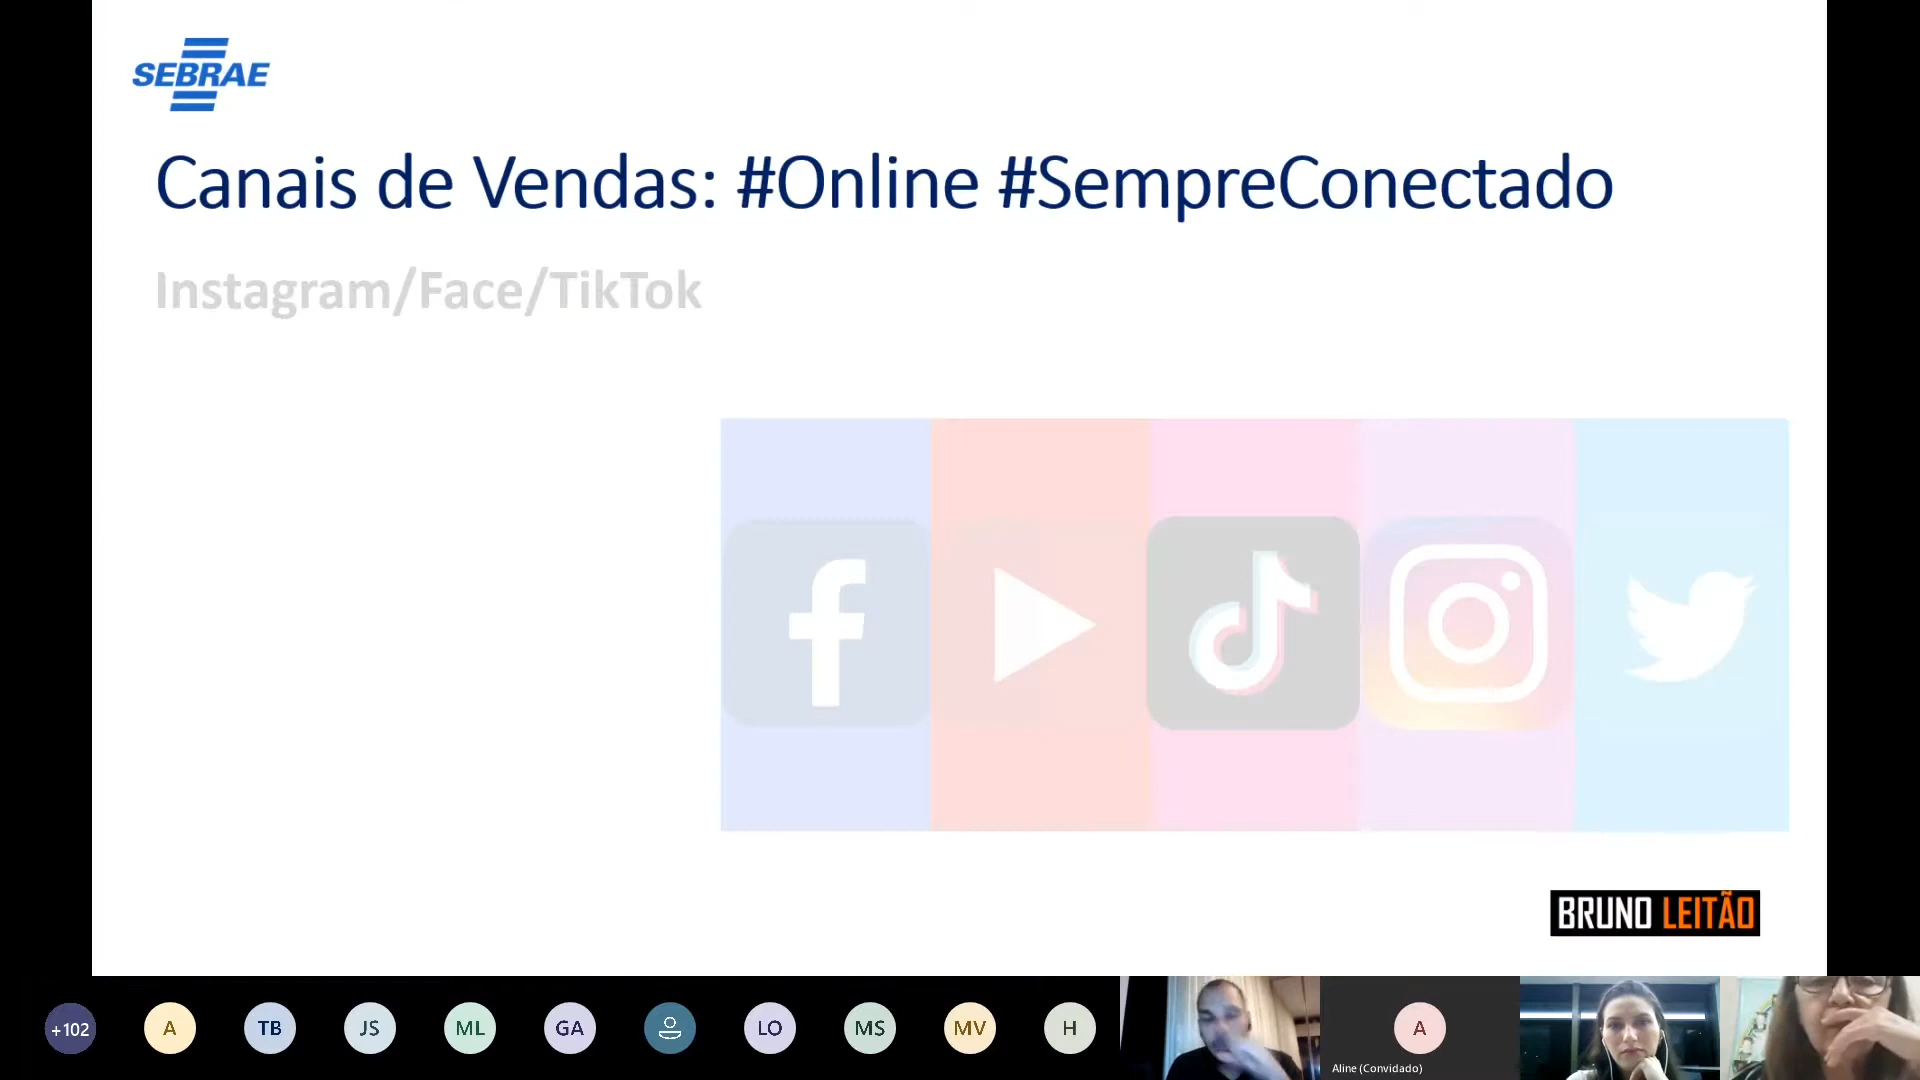 SEBRAE
Canais de Vendas: #Online #SempreConectado
Instagram/Face/TikTok
BRUNO LEITÃO
+102
A
TB
JS
ML
GA
LO
MS
MV
H
A
Aline (Convidado)